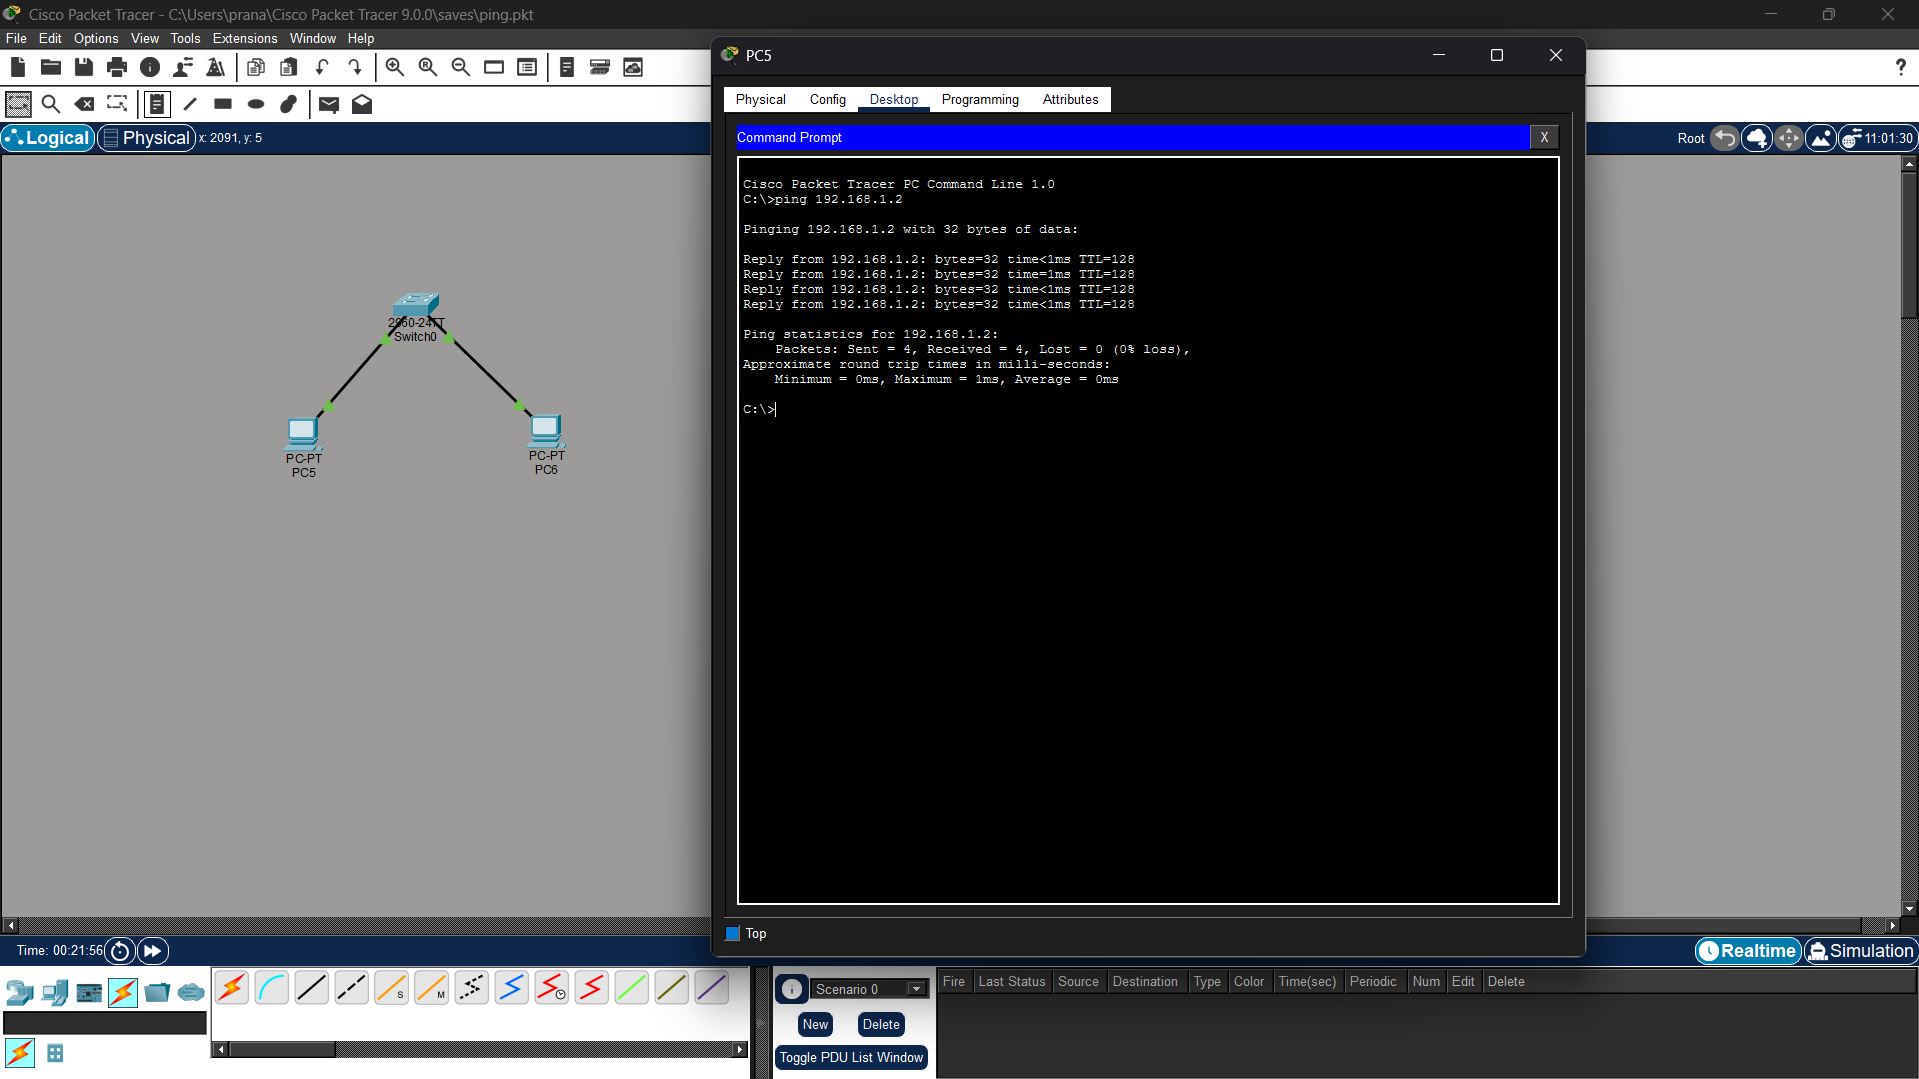 Cisco Packet Tracer - C:\Users\prana\Cisco Packet Tracer 9.0.0\saves\ping.pkt
File Edit Options View Tools Extensions Window Help
?
Logical Physical x: 2091, y: 5
Root 11:01:30
2960-24TT
Switch0
PC-PT
PC5
PC-PT
PC6
PC5
Physical Config Desktop Programming Attributes
Command Prompt X
Cisco Packet Tracer PC Command Line 1.0
C:\>ping 192.168.1.2
Pinging 192.168.1.2 with 32 bytes of data:
Reply from 192.168.1.2: bytes=32 time<1ms TTL=128
Reply from 192.168.1.2: bytes=32 time=1ms TTL=128
Reply from 192.168.1.2: bytes=32 time<1ms TTL=128
Reply from 192.168.1.2: bytes=32 time<1ms TTL=128
Ping statistics for 192.168.1.2:
Packets: Sent = 4, Received = 4, Lost = 0 (0% loss),
Approximate round trip times in milli-seconds:
Minimum = 0ms, Maximum = 1ms, Average = 0ms
C:\>
Top
Time: 00:21:56
Realtime Simulation
S M
Scenario 0
New Delete
Toggle PDU List Window
Fire Last Status Source Destination Type Color Time(sec) Periodic Num Edit Delete